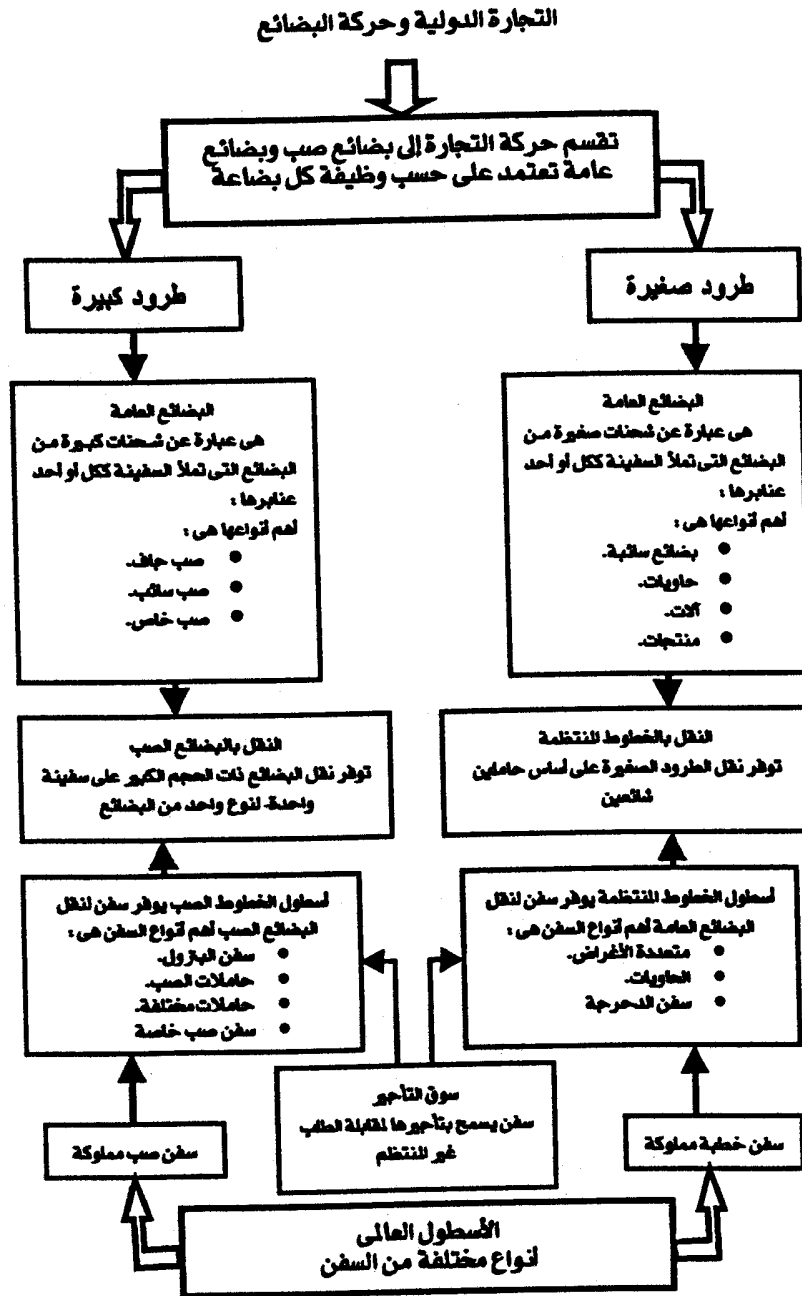 التجارة الدولية وحركة البضائع
تقسم حركة التجارة إلى بضائع صب وبضائع
عامة تعتمد على حسب وظيفة كل بضاعة
طرود صغيرة
طرود كبيرة
البضائع العامة
هى عبارة عن شحنات صغيرة من
البضائع التى تملأ السفينة ككل أو أحد
عنابرها :
أهم أنواعها هى :
● بضائع سائبة.
● حاويات.
● آلات.
● منتجات.
البضائع العامة
هى عبارة عن شحنات كبيرة من
البضائع التى تملأ السفينة ككل أو أحد
عنابرها :
أهم أنواعها هى :
● صب جاف.
● صب سائب.
● صب خاص.
النقل بالخطوط المنتظمة
توفر نقل الطرود الصغيرة على أساس حاملين
شائعين
النقل بالبضائع الصب
توفر نقل البضائع ذات الحجم الكبير على سفينة
واحدة. لنوع واحد من البضائع
أسطول الخطوط المنتظمة يوفر سفن لنقل
البضائع العامة أهم أنواع السفن هى :
● متعددة الأغراض.
● الحاويات.
● سفن الدحرجة
أسطول الخطوط الصب يوفر سفن لنقل
البضائع الصب أهم أنواع السفن هى :
● سفن البترول.
● حاملات الصب.
● حاملات مختلفة.
● سفن صب خاصة
سوق التأجير
سفن يسمح بتأجيرها لمقابلة الطلب
غير المنتظم
سفن خطية مملوكة
سفن صب مملوكة
الأسطول العالمى
أنواع مختلفة من السفن